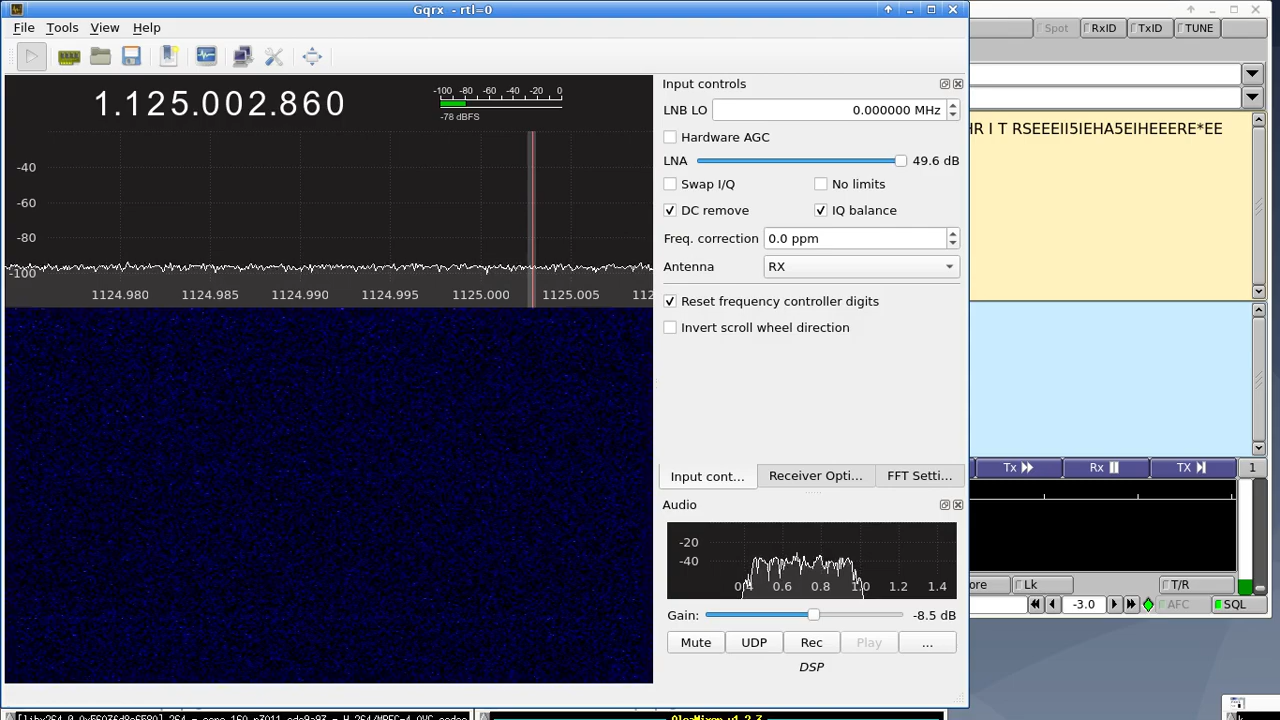 Gqrx - rtl=0
File Tools View Help
Spot RxID TxID TUNE
1.125.002.860
-100 -80 -60 -40 -20 0
-78 dBFS
-40
-60
-80
-100
1124.980 1124.985 1124.990 1124.995 1125.000 1125.005 112
Input controls
LNB LO 0.000000 MHz
Hardware AGC
LNA 49.6 dB
Swap I/Q No limits
DC remove IQ balance
Freq. correction 0.0 ppm
Antenna RX
Reset frequency controller digits
Invert scroll wheel direction
Input cont... Receiver Opti... FFT Setti...
Audio
-20
-40
0.4 0.6 0.8 1.0 1.2 1.4
Gain: -8.5 dB
Mute UDP Rec Play ...
DSP
HR I T RSEEEII5IEHA5EIHEEERE*EE
Tx Rx TX 1
ore Lk T/R
-3.0 AFC SQL